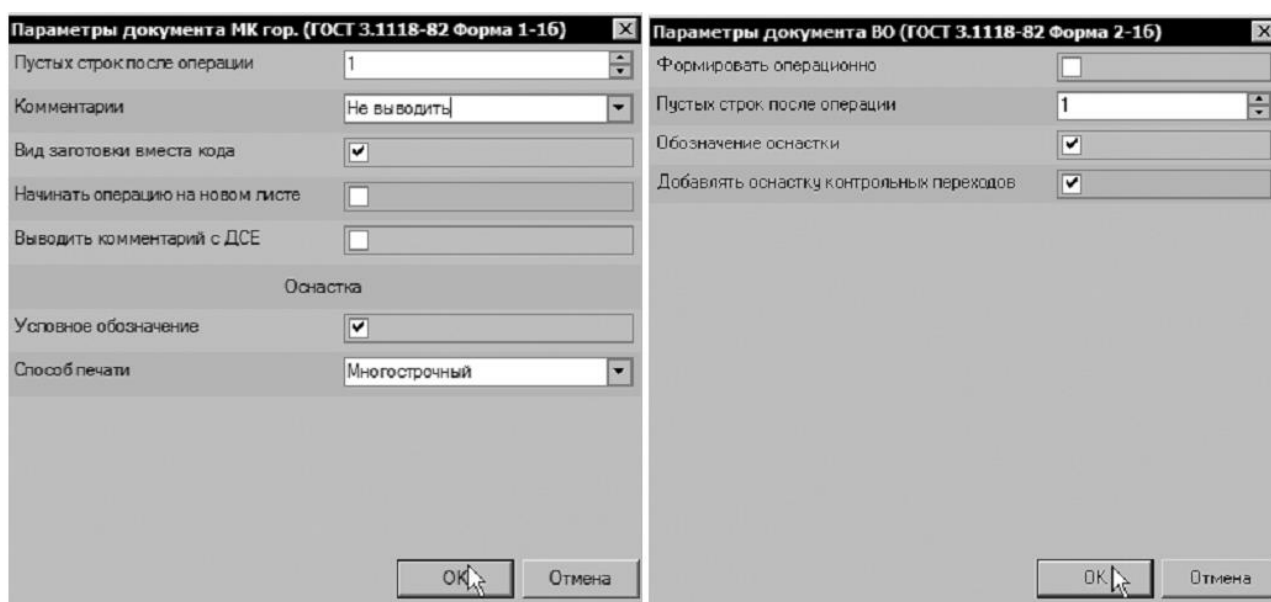 Параметры документа МК гор. (ГОСТ 3.1118-82 Форма 1-1б)
Пустых строк после операции 1
Комментарии Не выводить
Вид заготовки вместа кода
Начинать операцию на новом листе
Выводить комментарий с ДСЕ
Оснастка
Условное обозначение
Способ печати Многострочный
ОК Отмена
Параметры документа ВО (ГОСТ 3.1118-82 Форма 2-1б)
Формировать операционно
Пустых строк после операции 1
Обозначение оснастки
Добавлять оснастку контрольных переходов
ОК Отмена